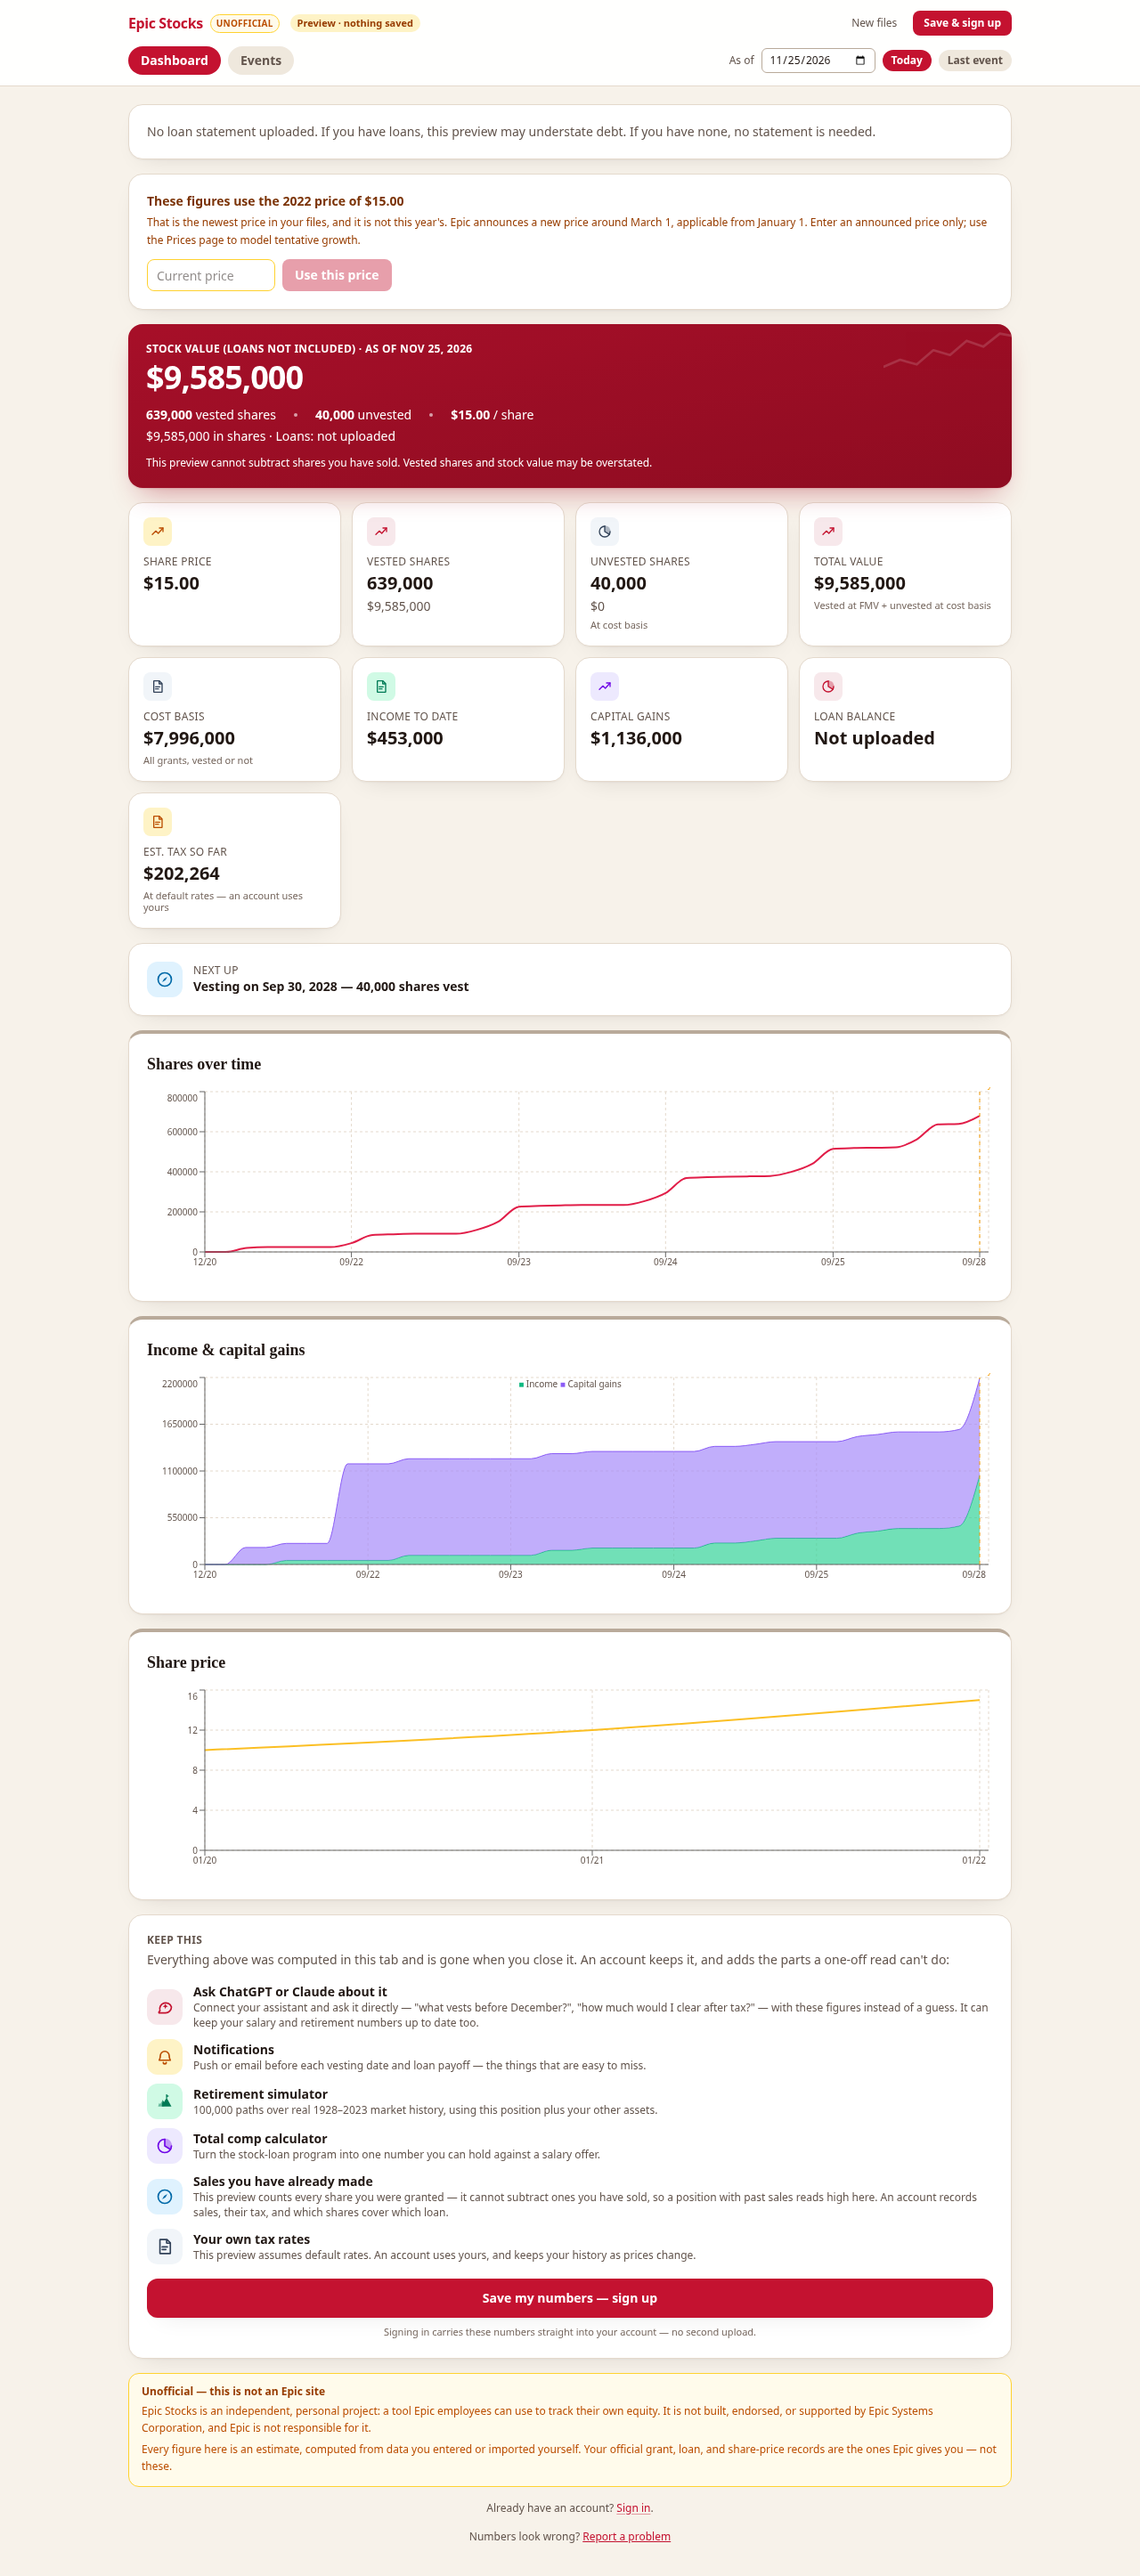 Epic Stocks UNOFFICIAL Preview · nothing saved New files Save & sign up
Dashboard Events As of 11/25/2026 Today Last event
No loan statement uploaded. If you have loans, this preview may understate debt. If you have none, no statement is needed.
These figures use the 2022 price of $15.00
That is the newest price in your files, and it is not this year's. Epic announces a new price around March 1, applicable from January 1. Enter an announced price only; use
the Prices page to model tentative growth.
Current price Use this price
STOCK VALUE (LOANS NOT INCLUDED) · AS OF NOV 25, 2026
$9,585,000
639,000 vested shares • 40,000 unvested • $15.00 / share
$9,585,000 in shares · Loans: not uploaded
This preview cannot subtract shares you have sold. Vested shares and stock value may be overstated.
SHARE PRICE
$15.00
VESTED SHARES
639,000
$9,585,000
UNVESTED SHARES
40,000
$0
At cost basis
TOTAL VALUE
$9,585,000
Vested at FMV + unvested at cost basis
COST BASIS
$7,996,000
All grants, vested or not
INCOME TO DATE
$453,000
CAPITAL GAINS
$1,136,000
LOAN BALANCE
Not uploaded
EST. TAX SO FAR
$202,264
At default rates — an account uses
yours
NEXT UP
Vesting on Sep 30, 2028 — 40,000 shares vest
Shares over time
800000
600000
400000
200000
0
12/20 09/22 09/23 09/24 09/25 09/28
Income & capital gains
Income Capital gains
2200000
1650000
1100000
550000
0
12/20 09/22 09/23 09/24 09/25 09/28
Share price
16
12
8
4
0
01/20 01/21 01/22
KEEP THIS
Everything above was computed in this tab and is gone when you close it. An account keeps it, and adds the parts a one-off read can't do:
Ask ChatGPT or Claude about it
Connect your assistant and ask it directly — "what vests before December?", "how much would I clear after tax?" — with these figures instead of a guess. It can
keep your salary and retirement numbers up to date too.
Notifications
Push or email before each vesting date and loan payoff — the things that are easy to miss.
Retirement simulator
100,000 paths over real 1928–2023 market history, using this position plus your other assets.
Total comp calculator
Turn the stock-loan program into one number you can hold against a salary offer.
Sales you have already made
This preview counts every share you were granted — it cannot subtract ones you have sold, so a position with past sales reads high here. An account records
sales, their tax, and which shares cover which loan.
Your own tax rates
This preview assumes default rates. An account uses yours, and keeps your history as prices change.
Save my numbers — sign up
Signing in carries these numbers straight into your account — no second upload.
Unofficial — this is not an Epic site
Epic Stocks is an independent, personal project: a tool Epic employees can use to track their own equity. It is not built, endorsed, or supported by Epic Systems
Corporation, and Epic is not responsible for it.
Every figure here is an estimate, computed from data you entered or imported yourself. Your official grant, loan, and share-price records are the ones Epic gives you — not
these.
Already have an account? Sign in.
Numbers look wrong? Report a problem